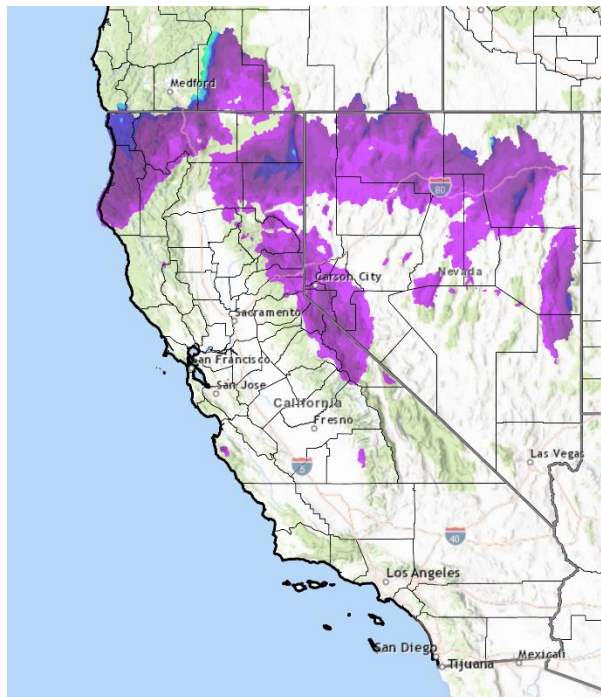 Medford
80
Carson City
Nevada
Sacramento
San Francisco
San Jose
California
Fresno
5
Las Vegas
40
Los Angeles
San Diego
Tijuana
Mexicali